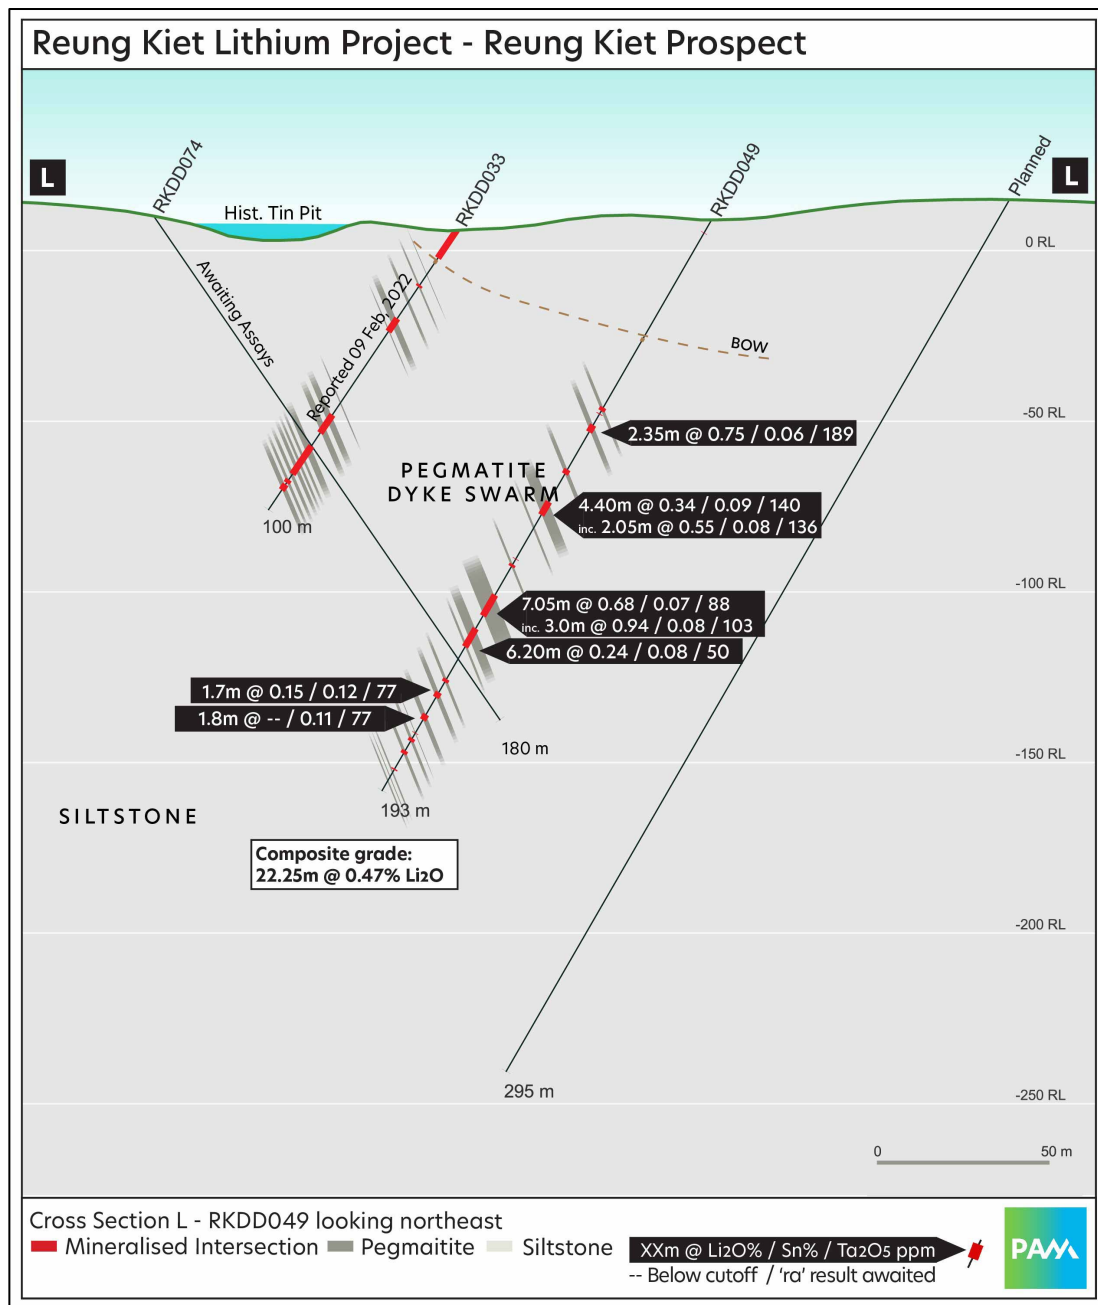 Reung Kiet Lithium Project - Reung Kiet Prospect
L
RKDD074
RKDD033
RKDD049
Planned
L
Hist. Tin Pit
0 RL
Awaiting Assays
Reported 09 Feb, 2022
BOW
-50 RL
2.35m @ 0.75 / 0.06 / 189
PEGMATITE
DYKE SWARM
4.40m @ 0.34 / 0.09 / 140
inc. 2.05m @ 0.55 / 0.08 / 136
100 m
-100 RL
7.05m @ 0.68 / 0.07 / 88
inc. 3.0m @ 0.94 / 0.08 / 103
6.20m @ 0.24 / 0.08 / 50
1.7m @ 0.15 / 0.12 / 77
1.8m @ -- / 0.11 / 77
180 m
-150 RL
193 m
SILTSTONE
Composite grade:
22.25m @ 0.47% Li2O
-200 RL
295 m
-250 RL
0 50 m
Cross Section L - RKDD049 looking northeast
Mineralised Intersection Pegmaitite Siltstone
XXm @ Li2O% / Sn% / Ta2O5 ppm
-- Below cutoff / 'ra' result awaited
PAM